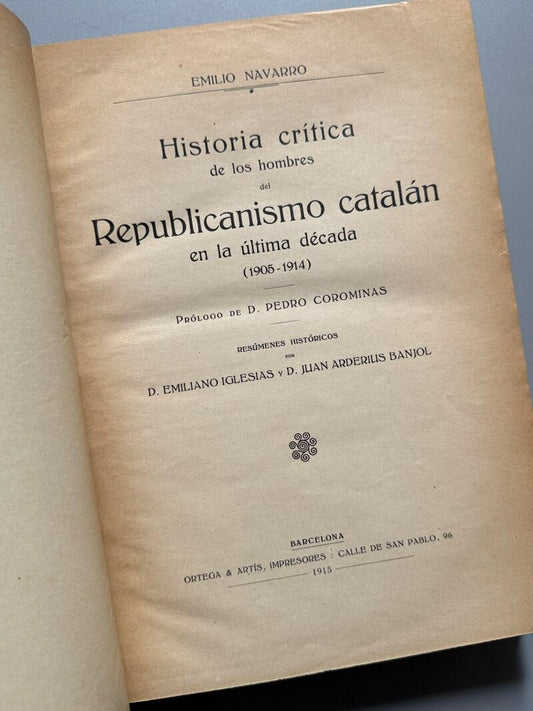 EMILIO NAVARRO
Historia crítica
de los hombres
del
Republicanismo catalán
en la última década
(1905-1914)
PRÓLOGO DE D. PEDRO COROMINAS
RESÚMENES HISTÓRICOS
POR
D. EMILIANO IGLESIAS Y D. JUAN ARDERIUS BANJOL
BARCELONA
ORTEGA & ARTÍS, IMPRESORES : CALLE DE SAN PABLO, 96
1915